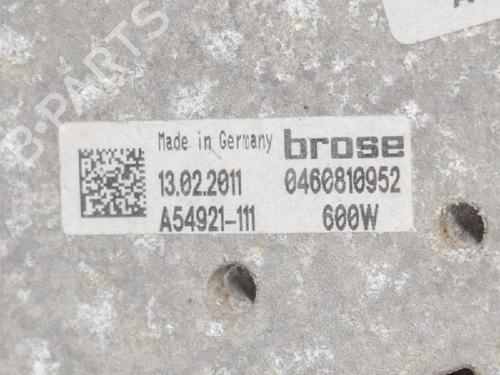 Made in Germany brose
13.02.2011 0460810952
A54921-111 600W
B-PARTS